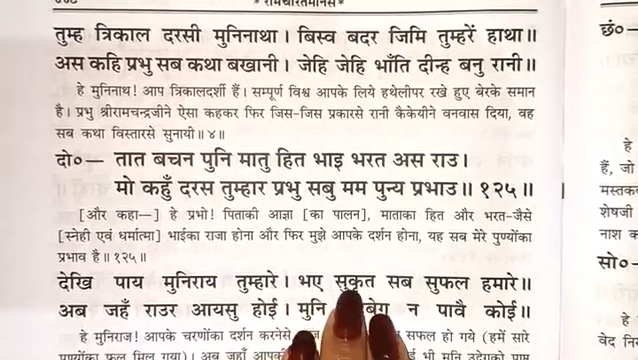 तुम्ह त्रिकाल दरसी मुनिनाथा। बिस्व बदर जिमि तुम्हरें हाथा॥
अस कहि प्रभु सब कथा बखानी। जेहि जेहि भाँति दीन्ह बनु रानी॥
हे मुनिनाथ! आप त्रिकालदर्शी हैं। सम्पूर्ण विश्व आपके लिये हथेलीपर रखे हुए बेरके समान
है। प्रभु श्रीरामचन्द्रजीने ऐसा कहकर फिर जिस-जिस प्रकारसे रानी कैकेयीने वनवास दिया, वह
सब कथा विस्तारसे सुनायी॥४॥
दो०— तात बचन पुनि मातु हित भाइ भरत अस राउ।
मो कहुँ दरस तुम्हार प्रभु सबु मम पुन्य प्रभाउ॥१२५॥
[और कहा—] हे प्रभो! पिताकी आज्ञा [का पालन], माताका हित और भरत-जैसे
[स्नेही एवं धर्मात्मा] भाईका राजा होना और फिर मुझे आपके दर्शन होना, यह सब मेरे पुण्योंका
प्रभाव है॥१२५॥
देखि पाय मुनिराय तुम्हारे। भए सुकृत सब सुफल हमारे॥
अब जहँ राउर आयसु होई। मुनि न पावै कोई॥
हे मुनिराज! आपके चरणोंका दर्शन करनेसे सफल हो गये (हमें सारे
पुण्योंका फल मिल गया)। अब जहाँ भी मुनि उद्वेगको प्राप्त
छं०—
हे
हैं, जो
मस्तक
शेषजी
नाश क
सो०—
हे
वेद नि